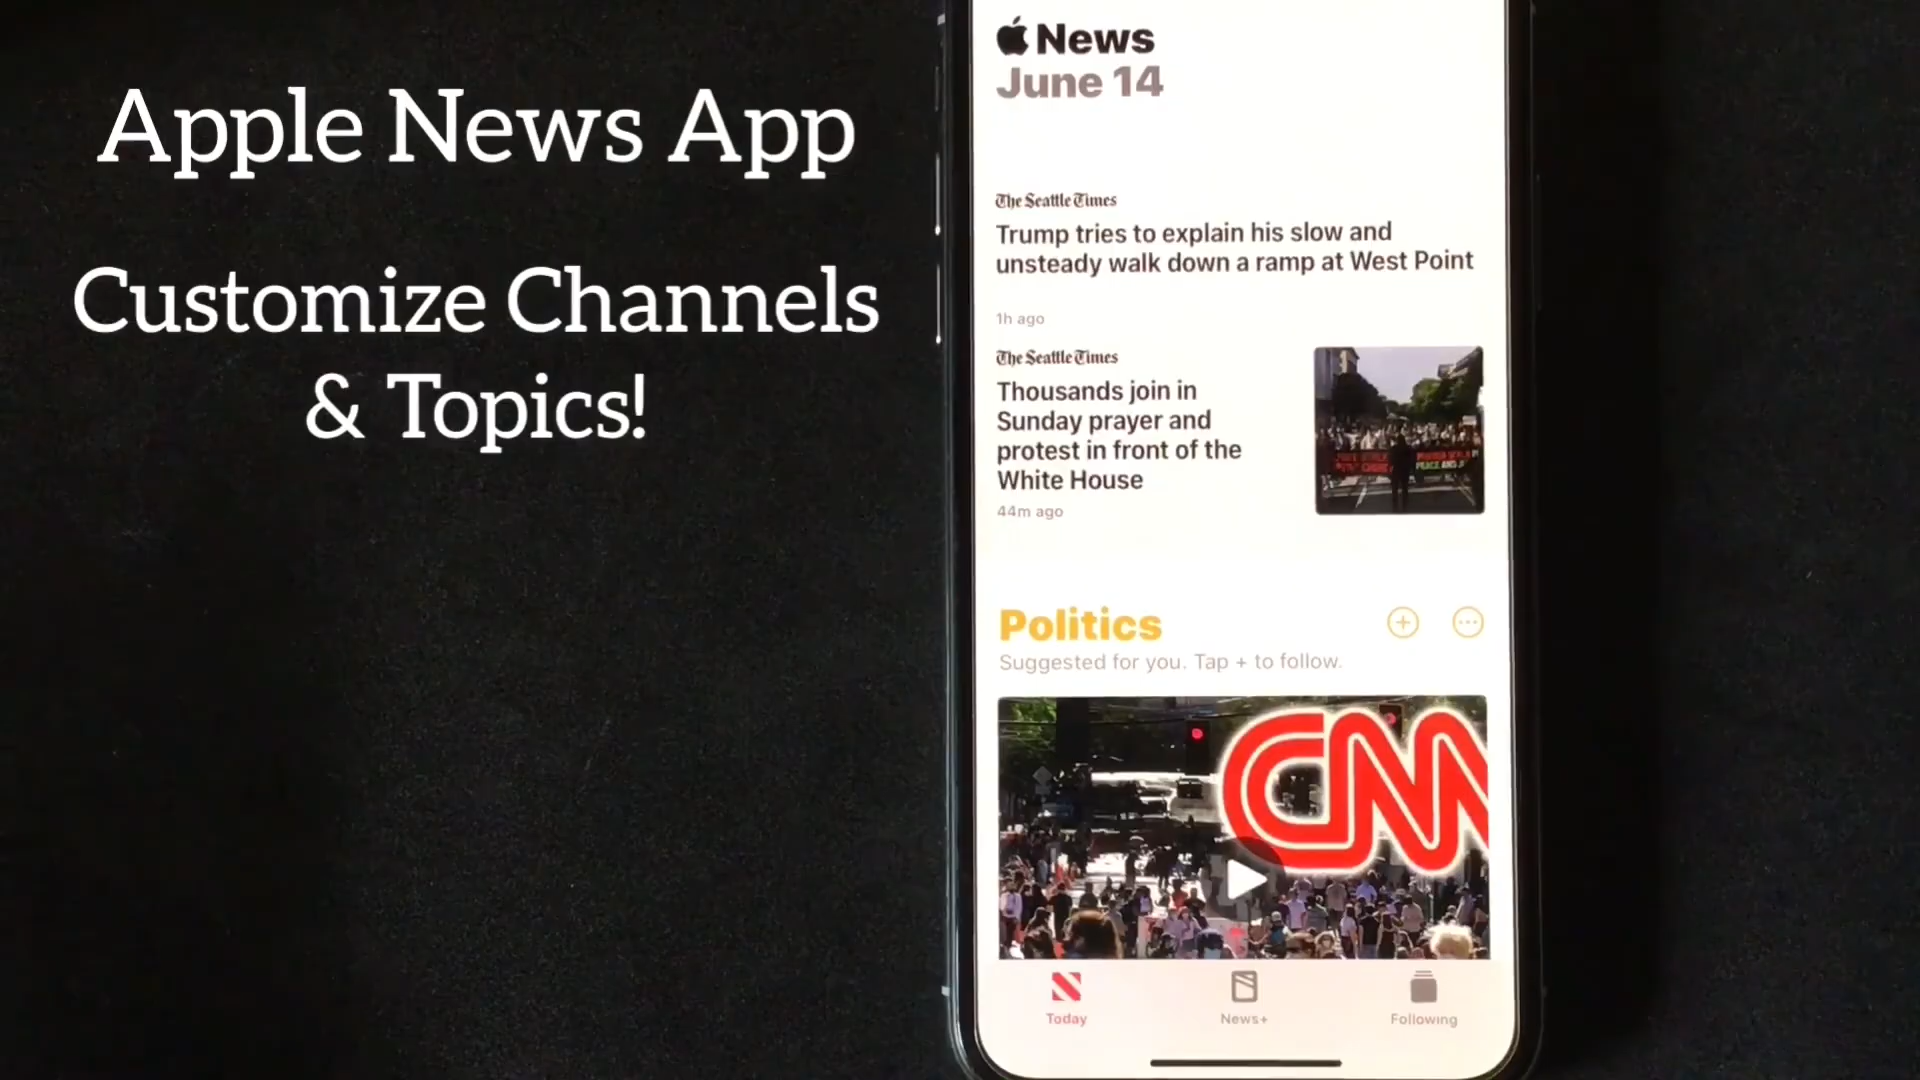 Apple News App
Customize Channels
& Topics!
News
June 14
The Seattle Times
Trump tries to explain his slow and
unsteady walk down a ramp at West Point
1h ago
The Seattle Times
Thousands join in
Sunday prayer and
protest in front of the
White House
44m ago
Politics
Suggested for you. Tap + to follow.
CNN
Today
News+
Following